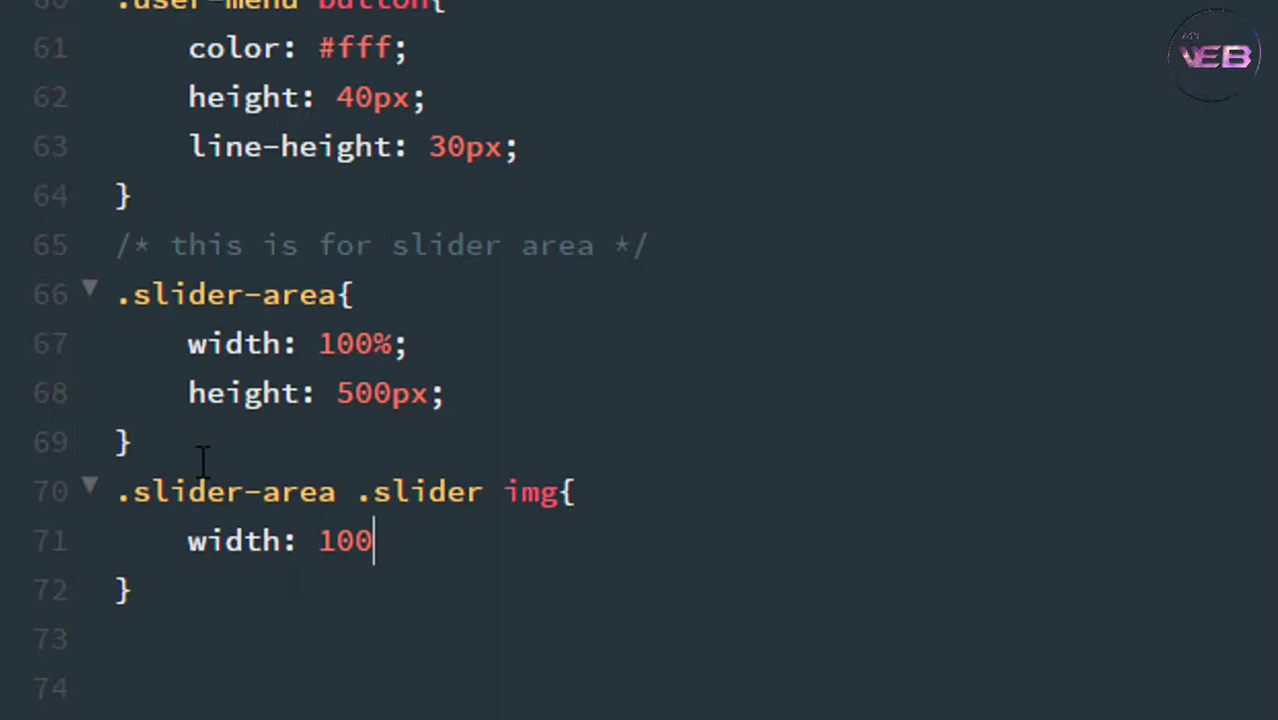 60 .user-menu button{
61 color: #fff;
62 height: 40px;
63 line-height: 30px;
64 }
65 /* this is for slider area */
66 .slider-area{
67 width: 100%;
68 height: 500px;
69 }
70 .slider-area .slider img{
71 width: 100
72 }
73
74
VEB